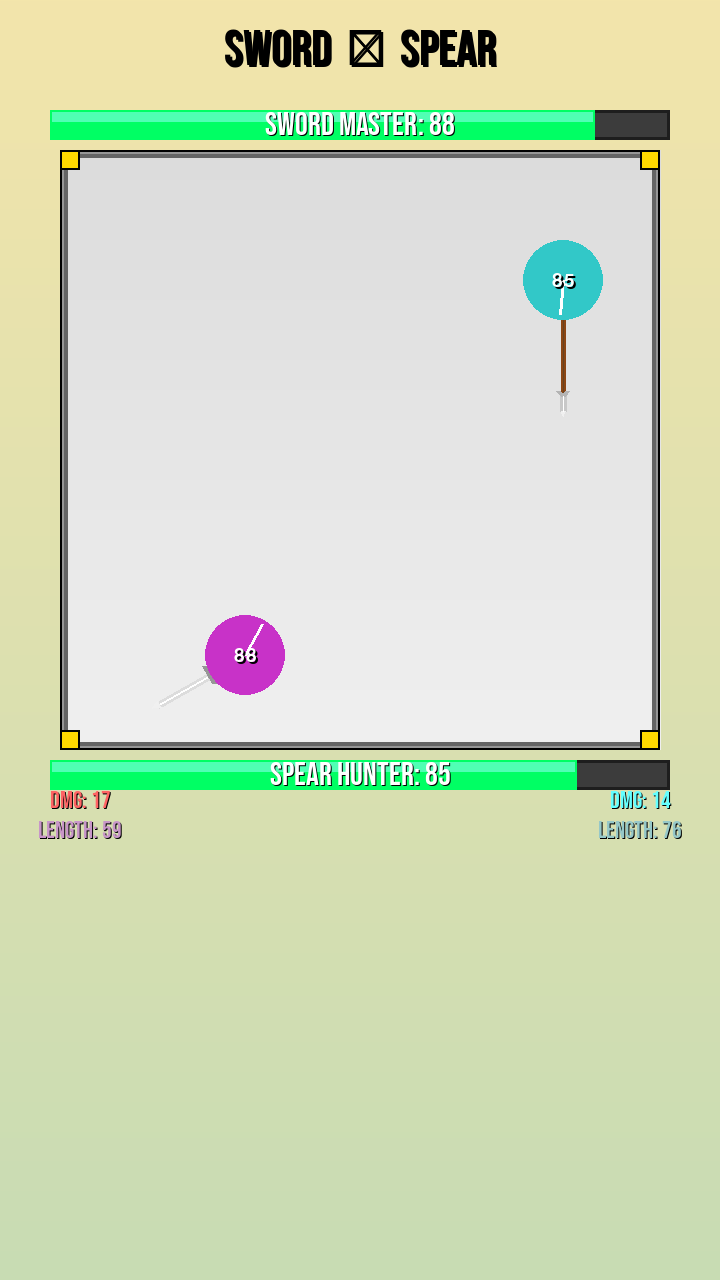 SWORD ☒ SPEAR
SWORD MASTER: 88
85
88
SPEAR HUNTER: 85
DMG: 17
DMG: 14
LENGTH: 59
LENGTH: 76